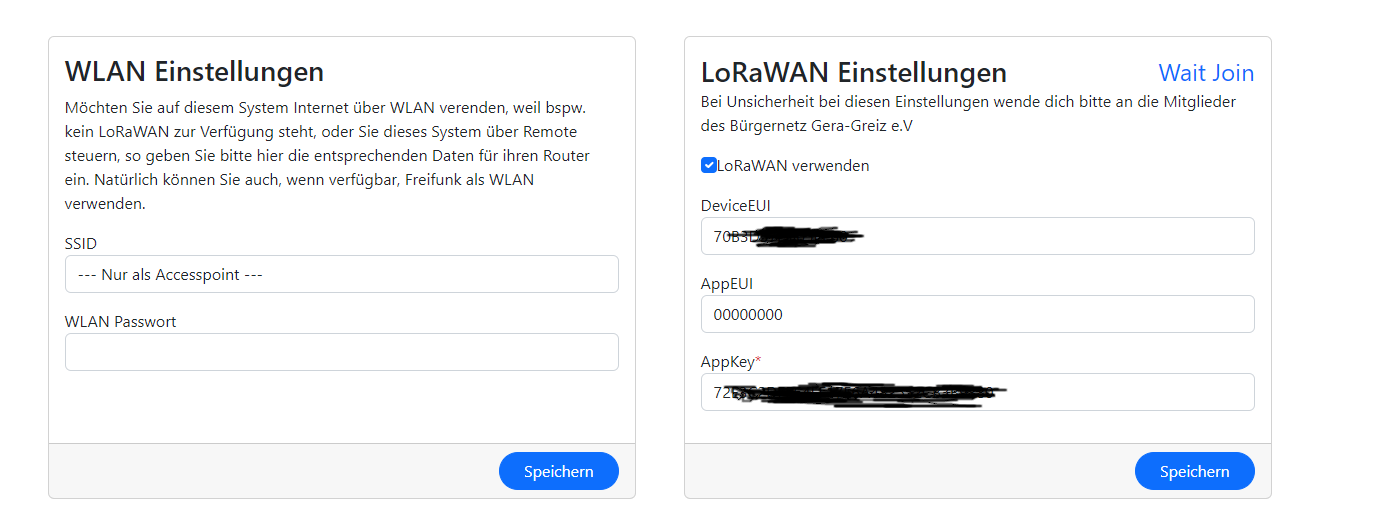 WLAN Einstellungen
Möchten Sie auf diesem System Internet über WLAN verenden, weil bspw.
kein LoRaWAN zur Verfügung steht, oder Sie dieses System über Remote
steuern, so geben Sie bitte hier die entsprechenden Daten für ihren Router
ein. Natürlich können Sie auch, wenn verfügbar, Freifunk als WLAN
verwenden.
SSID
--- Nur als Accesspoint ---
WLAN Passwort
Speichern
LoRaWAN Einstellungen
Wait Join
Bei Unsicherheit bei diesen Einstellungen wende dich bitte an die Mitglieder
des Bürgernetz Gera-Greiz e.V
LoRaWAN verwenden
DeviceEUI
AppEUI
00000000
AppKey*
Speichern